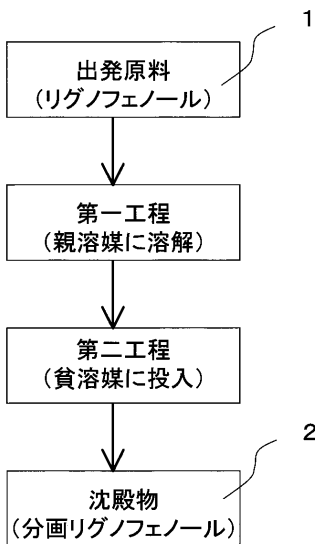 1
出発原料
(リグノフェノール)
第一工程
(親溶媒に溶解)
第二工程
(貧溶媒に投入)
2
沈殿物
(分画リグノフェノール)